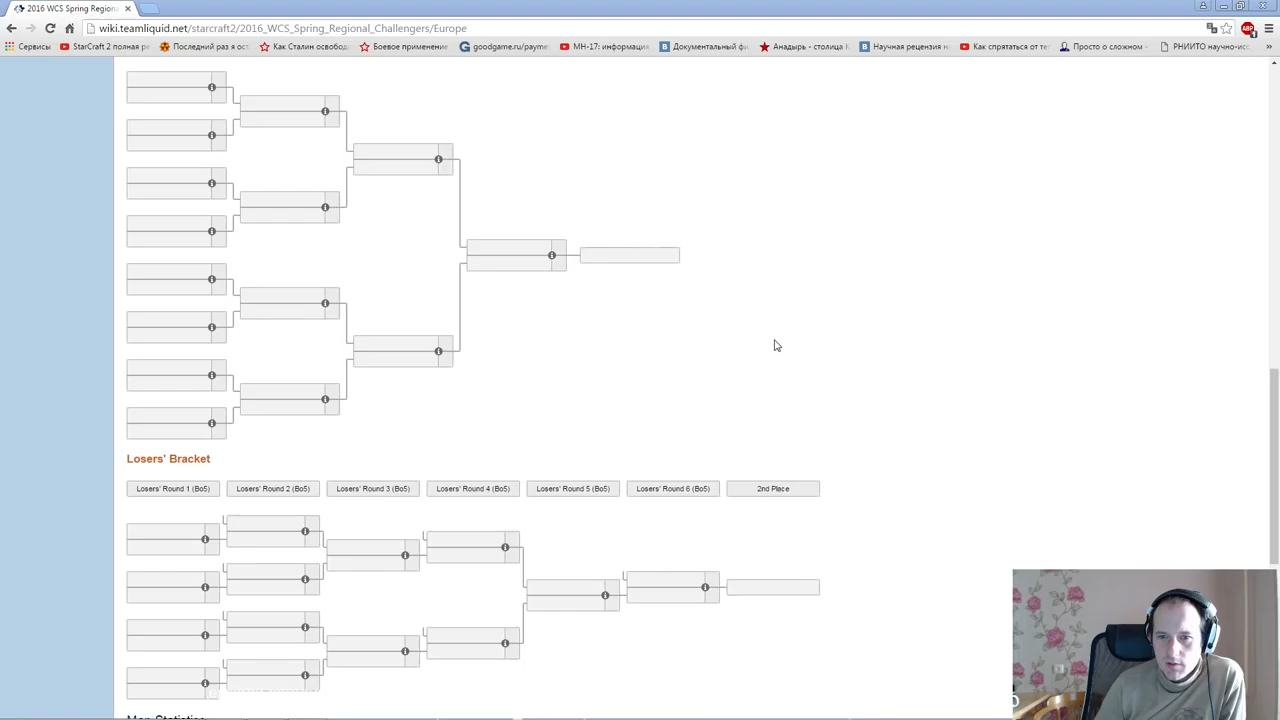 2016 WCS Spring Regiona
wiki.teamliquid.net/starcraft2/2016_WCS_Spring_Regional_Challengers/Europe
Сервисы
StarCraft 2 полная ре
Последний раз я ост
Как Сталин освобод
Боевое применение
goodgame.ru/payme
МН-17: информация
Документальный фи
Анадырь - столица К
Научная рецензия на
Как спрятаться от те
Просто о сложном -
РНИИТО научно-исс
»
Losers' Bracket
Losers' Round 1 (Bo5)
Losers' Round 2 (Bo5)
Losers' Round 3 (Bo5)
Losers' Round 4 (Bo5)
Losers' Round 5 (Bo5)
Losers' Round 6 (Bo5)
2nd Place
Map Statistics